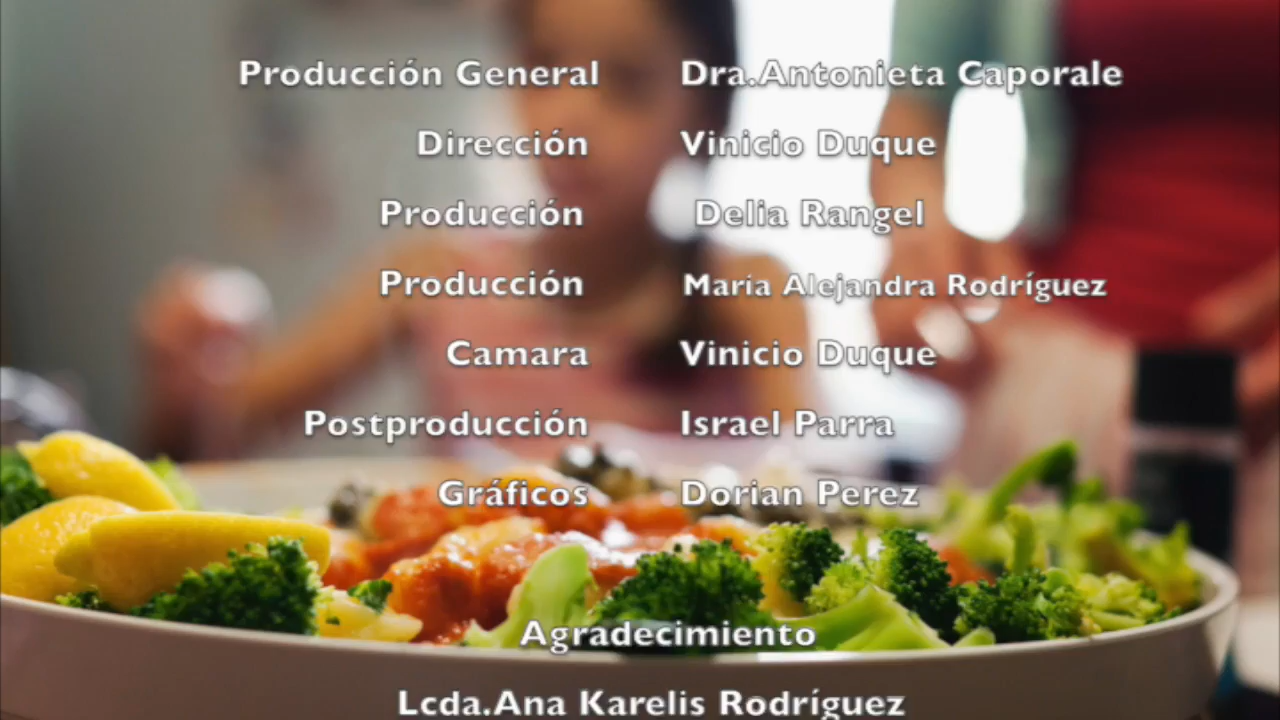 Producción General Dra.Antonieta Caporale
Dirección Vinicio Duque
Producción Delia Rangel
Producción Maria Alejandra Rodríguez
Camara Vinicio Duque
Postproducción Israel Parra
Gráficos Dorian Perez
Agradecimiento
Lcda.Ana Karelis Rodríguez